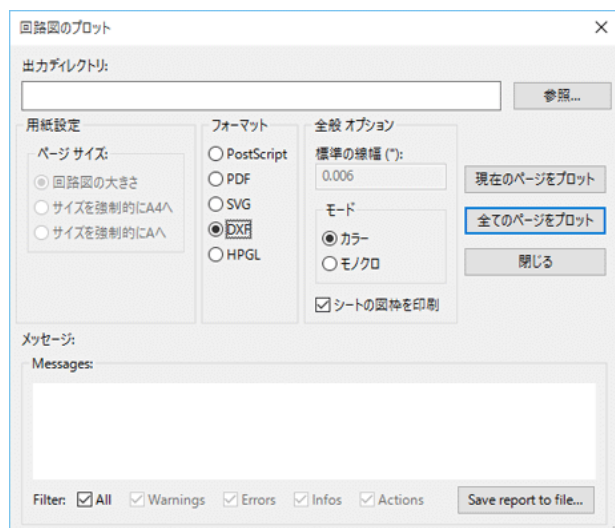 回路図のプロット
出力ディレクトリ:
参照...
用紙設定
ページ サイズ:
回路図の大きさ
サイズを強制的にA4へ
サイズを強制的にAへ
フォーマット
PostScript
PDF
SVG
DXF
HPGL
全般 オプション
標準の線幅 ("):
0.006
モード
カラー
モノクロ
シートの図枠を印刷
現在のページをプロット
全てのページをプロット
閉じる
メッセージ:
Messages:
Filter: All Warnings Errors Infos Actions Save report to file...